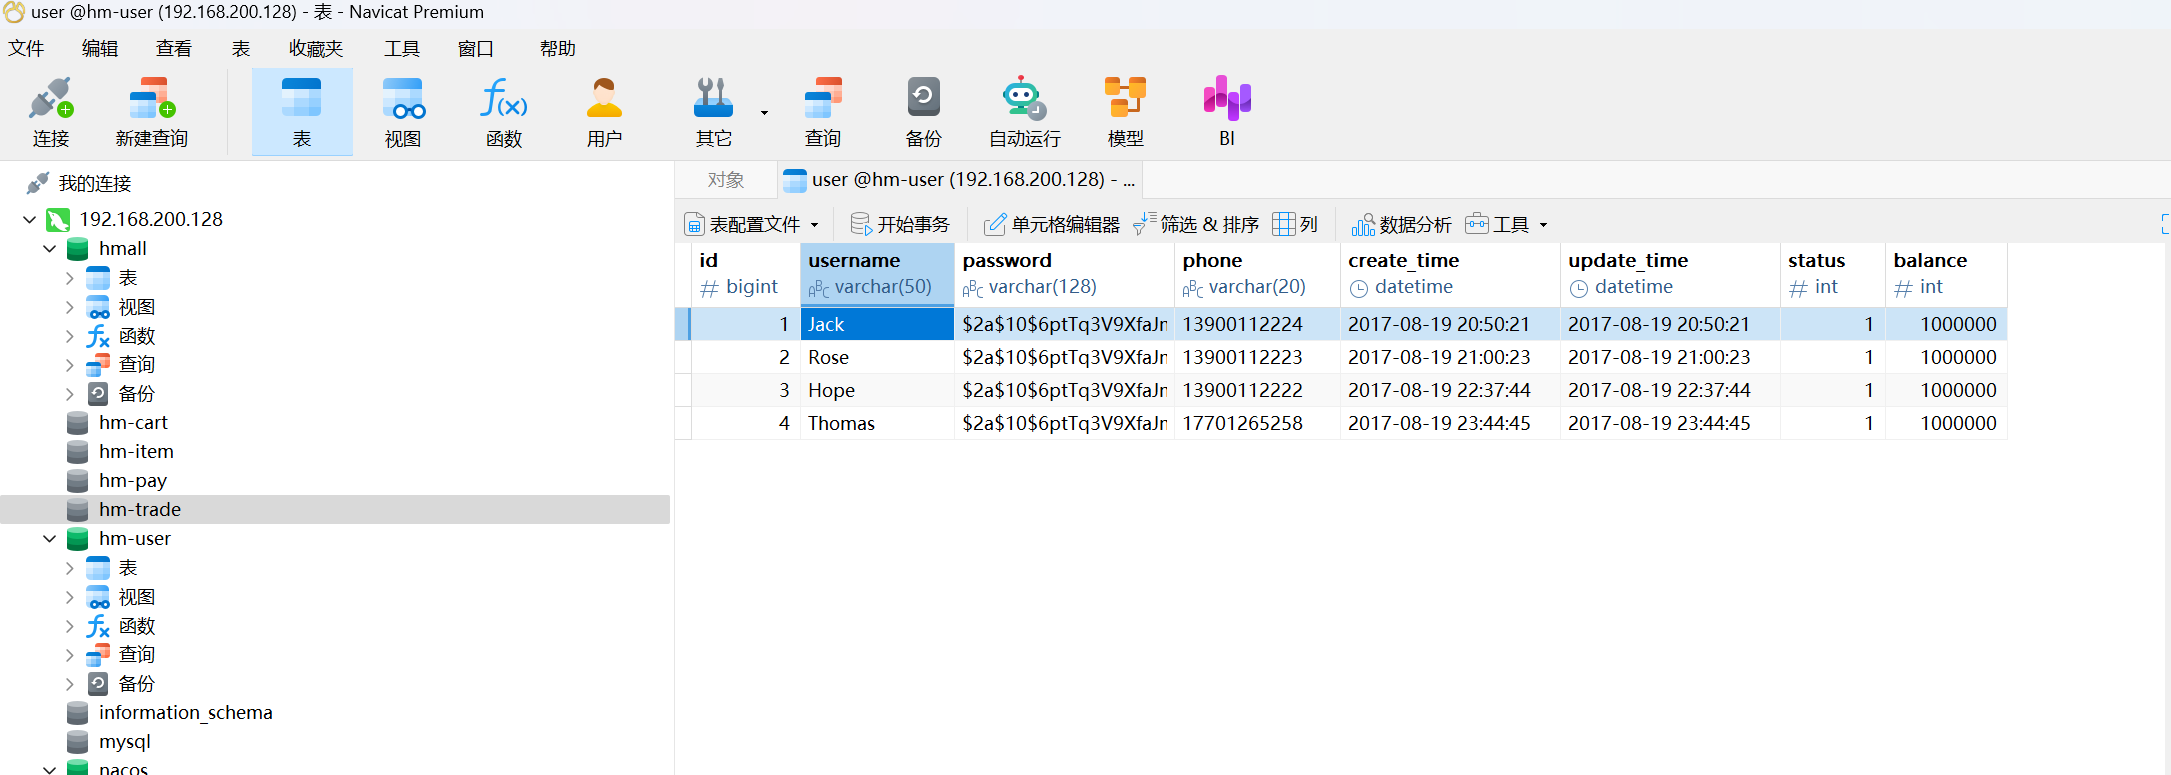 user @hm-user (192.168.200.128) - 表 - Navicat Premium
文件 编辑 查看 表 收藏夹 工具 窗口 帮助
连接 新建查询 表 视图 函数 用户 其它 查询 备份 自动运行 模型 BI
我的连接
192.168.200.128
hmall
表
视图
函数
查询
备份
hm-cart
hm-item
hm-pay
hm-trade
hm-user
表
视图
函数
查询
备份
information_schema
mysql
nacos
对象 user @hm-user (192.168.200.128) - ...
表配置文件 开始事务 单元格编辑器 筛选 & 排序 列 数据分析 工具
id username password phone create_time update_time status balance
# bigint ABC varchar(50) ABC varchar(128) ABC varchar(20) datetime datetime # int # int
1 Jack $2a$10$6ptTq3V9XfaJn 13900112224 2017-08-19 20:50:21 2017-08-19 20:50:21 1 1000000
2 Rose $2a$10$6ptTq3V9XfaJn 13900112223 2017-08-19 21:00:23 2017-08-19 21:00:23 1 1000000
3 Hope $2a$10$6ptTq3V9XfaJn 13900112222 2017-08-19 22:37:44 2017-08-19 22:37:44 1 1000000
4 Thomas $2a$10$6ptTq3V9XfaJn 17701265258 2017-08-19 23:44:45 2017-08-19 23:44:45 1 1000000